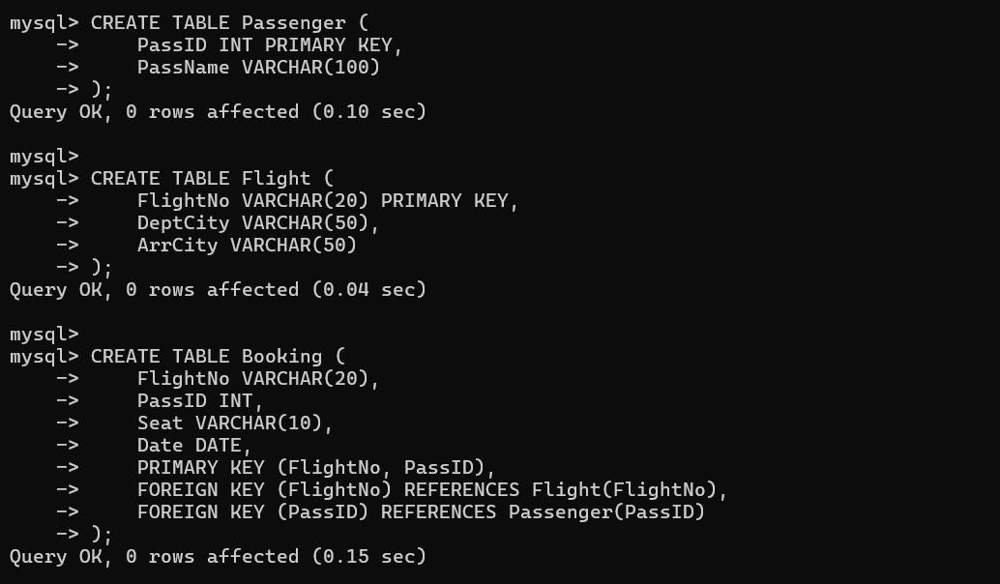 mysql> CREATE TABLE Passenger (
    ->     PassID INT PRIMARY KEY,
    ->     PassName VARCHAR(100)
    -> );
Query OK, 0 rows affected (0.10 sec)

mysql>
mysql> CREATE TABLE Flight (
    ->     FlightNo VARCHAR(20) PRIMARY KEY,
    ->     DeptCity VARCHAR(50),
    ->     ArrCity VARCHAR(50)
    -> );
Query OK, 0 rows affected (0.04 sec)

mysql>
mysql> CREATE TABLE Booking (
    ->     FlightNo VARCHAR(20),
    ->     PassID INT,
    ->     Seat VARCHAR(10),
    ->     Date DATE,
    ->     PRIMARY KEY (FlightNo, PassID),
    ->     FOREIGN KEY (FlightNo) REFERENCES Flight(FlightNo),
    ->     FOREIGN KEY (PassID) REFERENCES Passenger(PassID)
    -> );
Query OK, 0 rows affected (0.15 sec)